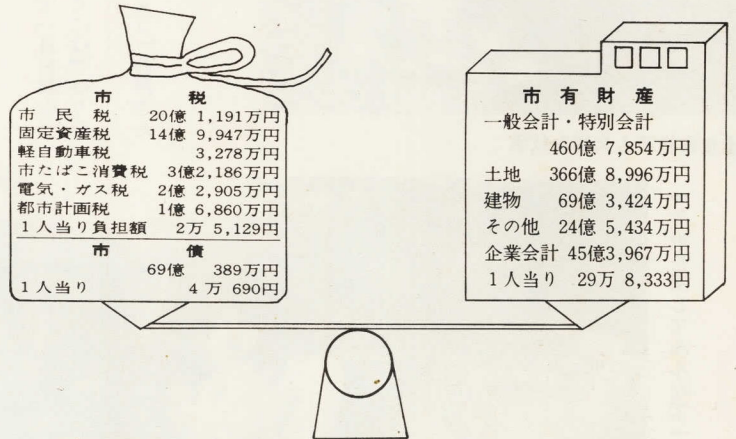 市税
市民税 20億 1,191万円
固定資産税 14億 9,947万円
軽自動車税 3,278万円
市たばこ消費税 3億2,186万円
電気・ガス税 2億 2,905万円
都市計画税 1億 6,860万円
1人当り負担額 2万 5,129円
市債
69億 389万円
1人当り 4万 690円
市有財産
一般会計・特別会計
460億 7,854万円
土地 366億 8,996万円
建物 69億 3,424万円
その他 24億 5,434万円
企業会計 45億3,967万円
1人当り 29万 8,333円